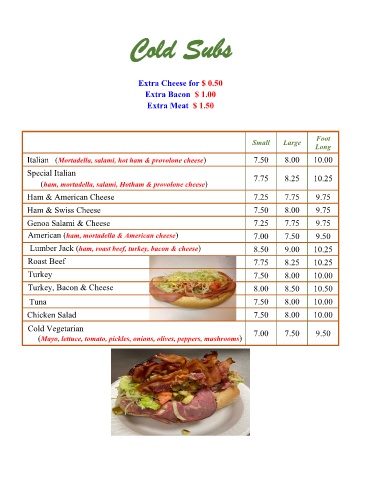 Cold Subs
Extra Cheese for $ 0.50
Extra Bacon $ 1.00
Extra Meat $ 1.50
Small Large Foot Long
Italian (Mortadella, salami, hot ham & provolone cheese) 7.50 8.00 10.00
Special Italian
(ham, mortadella, salami, Hotham & provolone cheese) 7.75 8.25 10.25
Ham & American Cheese 7.25 7.75 9.75
Ham & Swiss Cheese 7.50 8.00 9.75
Genoa Salami & Cheese 7.25 7.75 9.75
American (ham, mortadella & American cheese) 7.00 7.50 9.50
Lumber Jack (ham, roast beef, turkey, bacon & cheese) 8.50 9.00 10.25
Roast Beef 7.75 8.25 10.25
Turkey 7.50 8.00 10.00
Turkey, Bacon & Cheese 8.00 8.50 10.50
Tuna 7.50 8.00 10.00
Chicken Salad 7.50 8.00 10.00
Cold Vegetarian
(Mayo, lettuce, tomato, pickles, onions, olives, peppers, mushrooms) 7.00 7.50 9.50